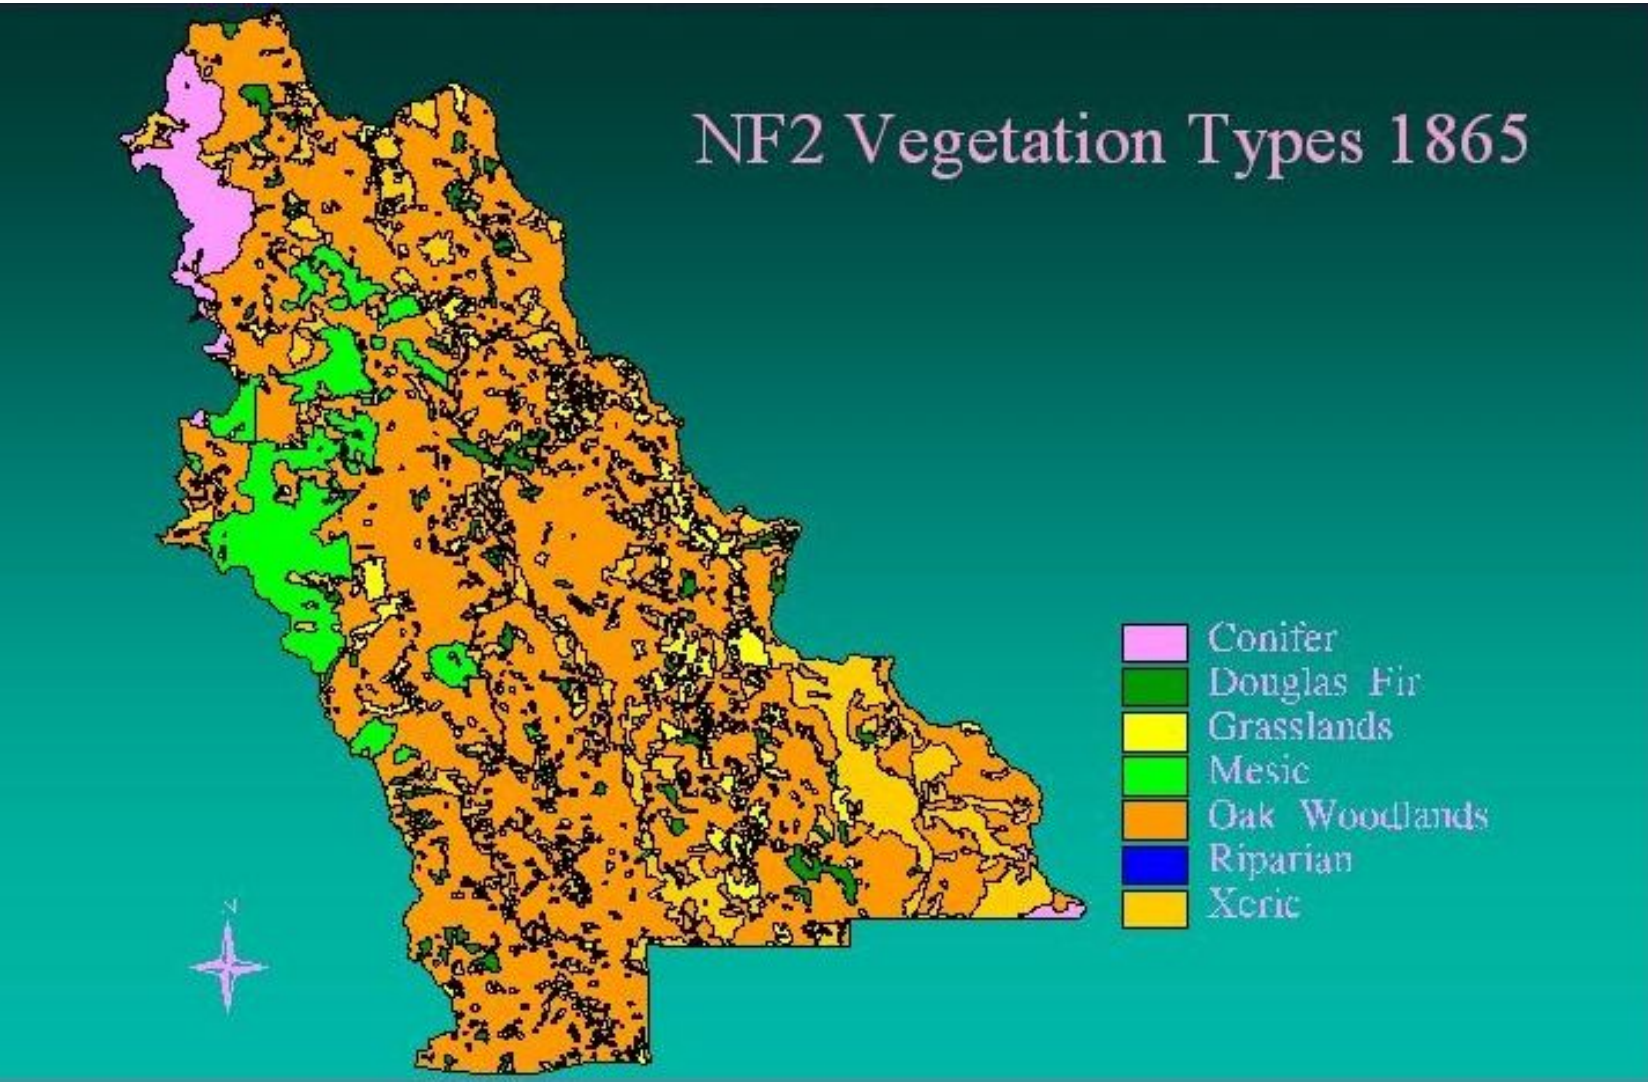 NF2 Vegetation Types 1865
Conifer
Douglas Fir
Grasslands
Mesic
Oak Woodlands
Riparian
Xeric
N